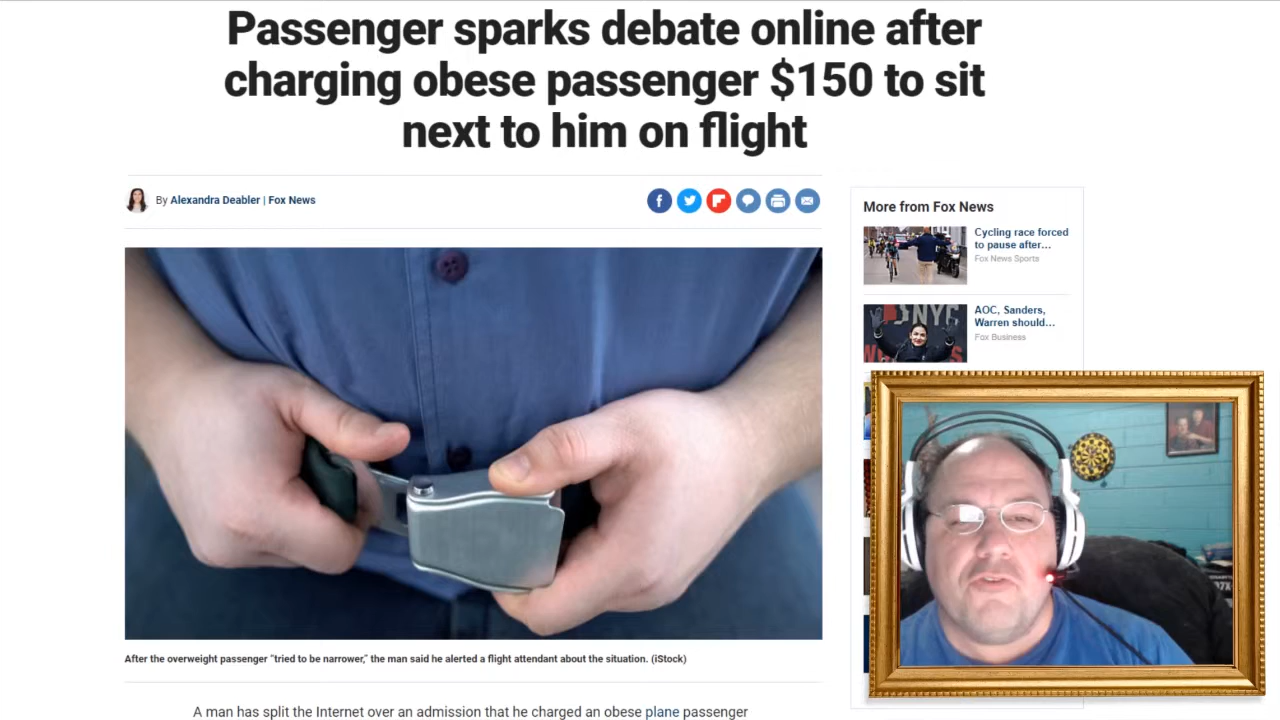 Passenger sparks debate online after
charging obese passenger $150 to sit
next to him on flight
By Alexandra Deabler | Fox News
More from Fox News
Cycling race forced
to pause after...
Fox News Sports
AOC, Sanders,
Warren should...
Fox Business
After the overweight passenger "tried to be narrower," the man said he alerted a flight attendant about the situation. (iStock)
A man has split the Internet over an admission that he charged an obese plane passenger